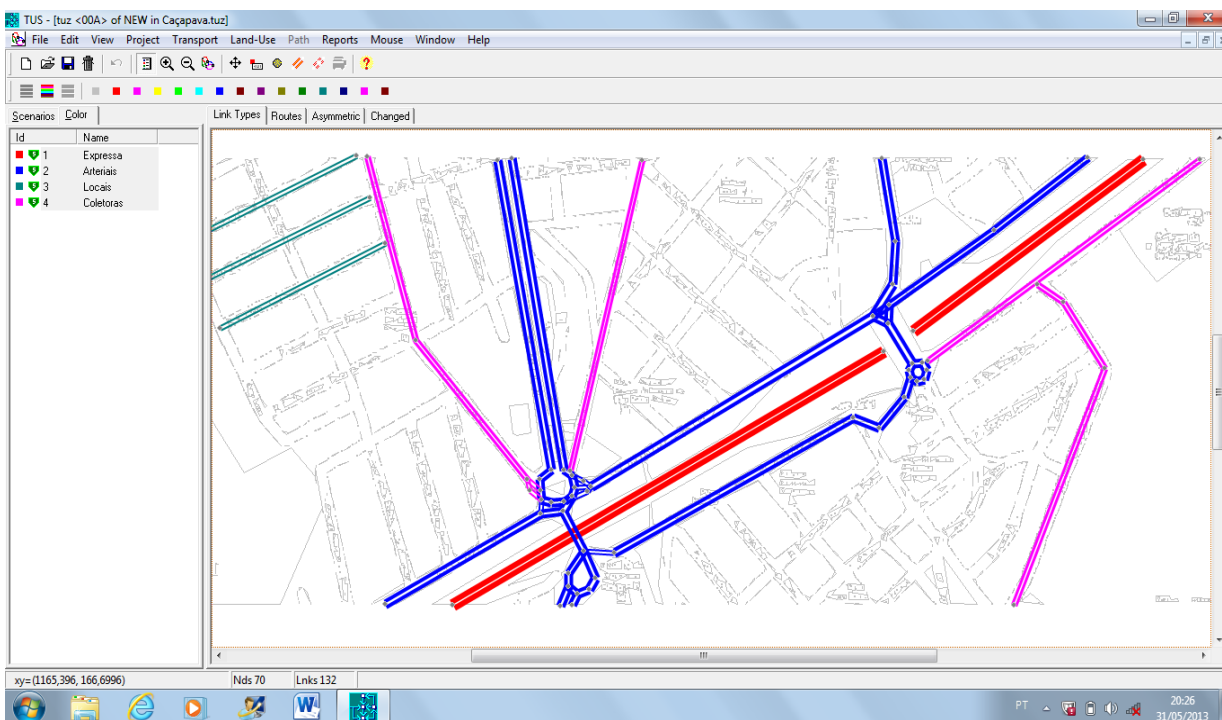 TUS - [tuz <00A> of NEW in Caçapava.tuz]
File Edit View Project Transport Land-Use Path Reports Mouse Window Help
Scenarios Color
Link Types Routes Asymmetric Changed
Id Name
1 Expressa
2 Arteriais
3 Locais
4 Coletoras
xy=(1165,396, 166,6996) Nds 70 Lnks 132
PT
20:26
31/05/2013